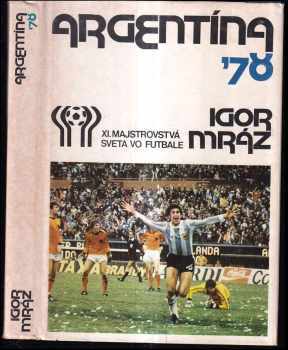 ARGENTÍNA
'78
IGOR
MRÁZ
ARGENTÍNA
'78
XI. MAJSTROVSTVÁ
SVETA VO FUTBALE
IGOR
MRÁZ